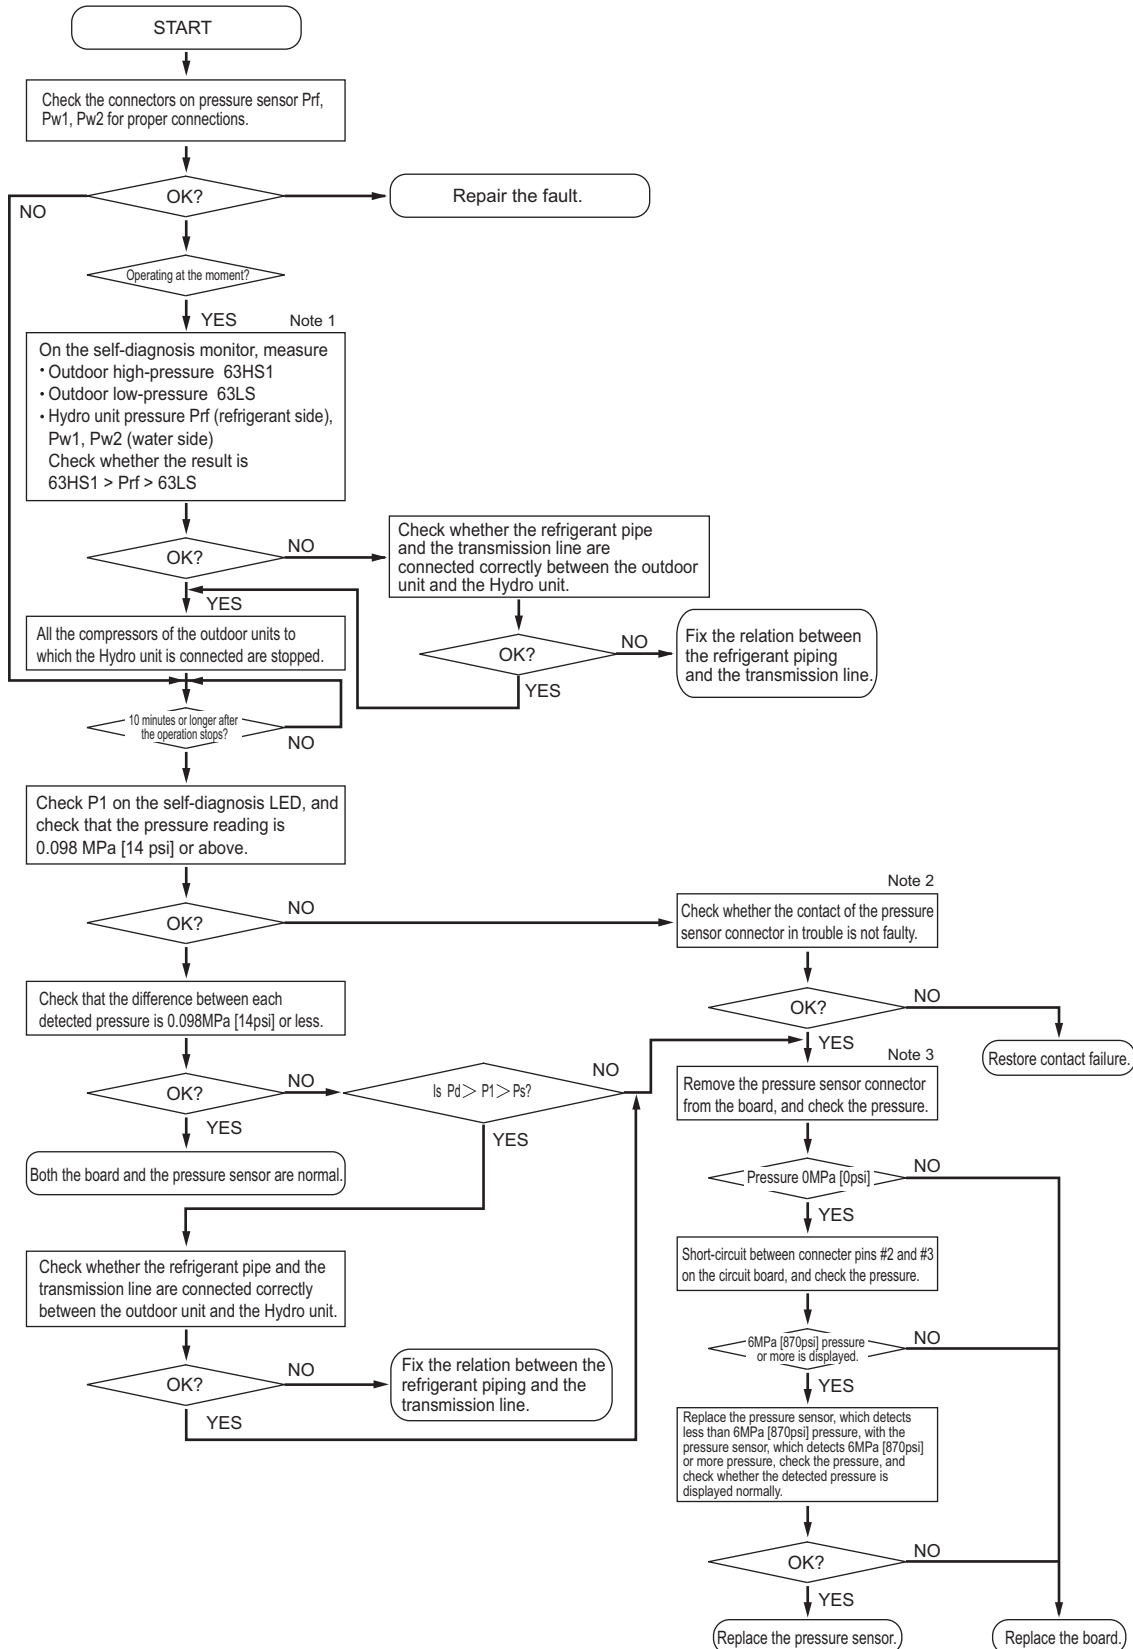 START
Check the connectors on pressure sensor Prf,
Pw1, Pw2 for proper connections.
OK?
Repair the fault.
NO
Operating at the moment?
YES
Note 1
On the self-diagnosis monitor, measure
・Outdoor high-pressure 63HS1
・Outdoor low-pressure 63LS
・Hydro unit pressure Prf (refrigerant side),
Pw1, Pw2 (water side)
Check whether the result is
63HS1 > Prf > 63LS
OK?
NO
Check whether the refrigerant pipe
and the transmission line are
connected correctly between the outdoor
unit and the Hydro unit.
YES
All the compressors of the outdoor units to
which the Hydro unit is connected are stopped.
OK?
NO
Fix the relation between
the refrigerant piping
and the transmission line.
YES
10 minutes or longer after
the operation stops?
NO
Check P1 on the self-diagnosis LED, and
check that the pressure reading is
0.098 MPa [14 psi] or above.
OK?
NO
Note 2
Check whether the contact of the pressure
sensor connector in trouble is not faulty.
Check that the difference between each
detected pressure is 0.098MPa [14psi] or less.
OK?
NO
Restore contact failure.
YES
OK?
NO
Is Pd＞ P1＞Ps?
NO
YES
YES
Both the board and the pressure sensor are normal.
Note 3
Remove the pressure sensor connector
from the board, and check the pressure.
Pressure 0MPa [0psi]
NO
YES
Check whether the refrigerant pipe and the
transmission line are connected correctly
between the outdoor unit and the Hydro unit.
Short-circuit between connecter pins #2 and #3
on the circuit board, and check the pressure.
OK?
NO
Fix the relation between the
refrigerant piping and the
transmission line.
YES
6MPa [870psi] pressure
or more is displayed.
NO
YES
Replace the pressure sensor, which detects
less than 6MPa [870psi] pressure, with the
pressure sensor, which detects 6MPa [870psi]
or more pressure, check the pressure, and
check whether the detected pressure is
displayed normally.
OK?
NO
YES
Replace the pressure sensor.
Replace the board.